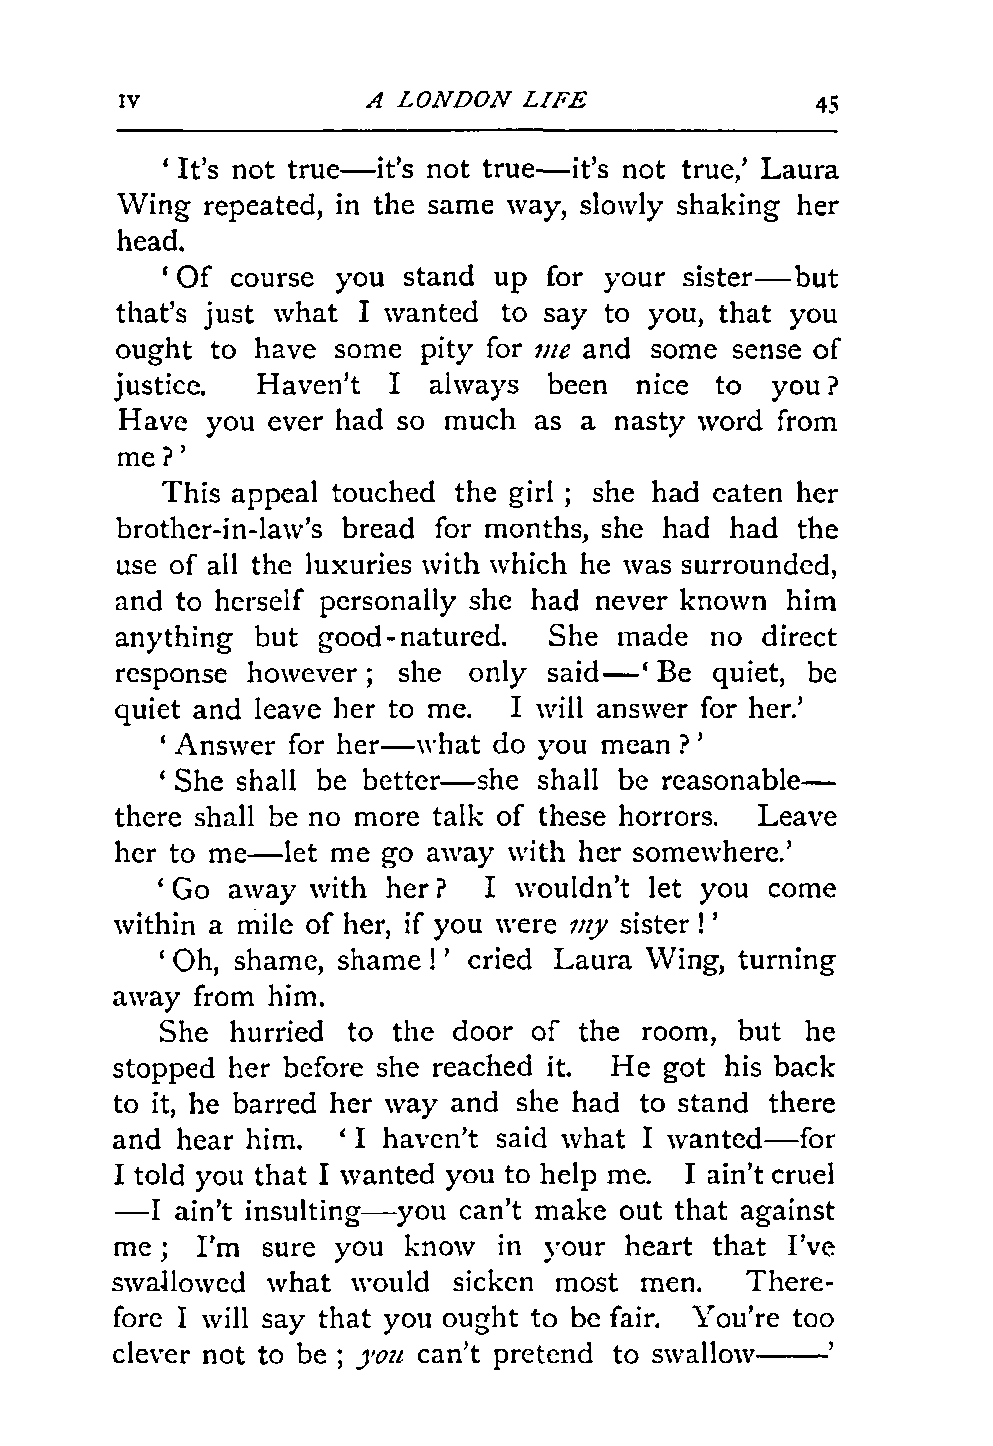 IV A LONDON LIFE 45
‘ It’s not true—it’s not true—it’s not true,’ Laura
Wing repeated, in the same way, slowly shaking her
head.
‘ Of course you stand up for your sister—but
that’s just what I wanted to say to you, that you
ought to have some pity for me and some sense of
justice. Haven’t I always been nice to you?
Have you ever had so much as a nasty word from
me ? ’
This appeal touched the girl ; she had eaten her
brother-in-law’s bread for months, she had had the
use of all the luxuries with which he was surrounded,
and to herself personally she had never known him
anything but good-natured. She made no direct
response however ; she only said—‘ Be quiet, be
quiet and leave her to me. I will answer for her.’
‘ Answer for her—what do you mean ? ’
‘ She shall be better—she shall be reasonable—
there shall be no more talk of these horrors. Leave
her to me—let me go away with her somewhere.’
‘ Go away with her? I wouldn’t let you come
within a mile of her, if you were my sister ! ’
‘ Oh, shame, shame ! ’ cried Laura Wing, turning
away from him.
She hurried to the door of the room, but he
stopped her before she reached it. He got his back
to it, he barred her way and she had to stand there
and hear him. ‘ I haven’t said what I wanted—for
I told you that I wanted you to help me. I ain’t cruel
—I ain’t insulting—you can’t make out that against
me ; I’m sure you know in your heart that I’ve
swallowed what would sicken most men. There-
fore I will say that you ought to be fair. You’re too
clever not to be ; you can’t pretend to swallow——’